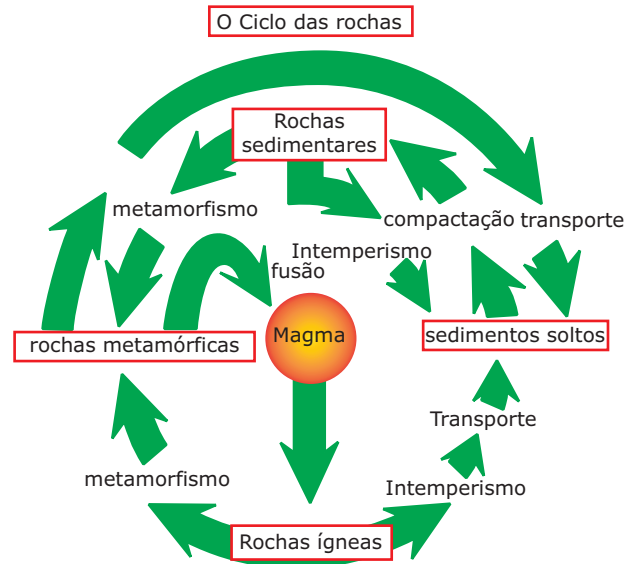 O Ciclo das rochas
Rochas
sedimentares
metamorfismo
compactação
transporte
Intemperismo
fusão
rochas metamórficas
Magma
sedimentos soltos
Transporte
metamorfismo
Intemperismo
Rochas ígneas